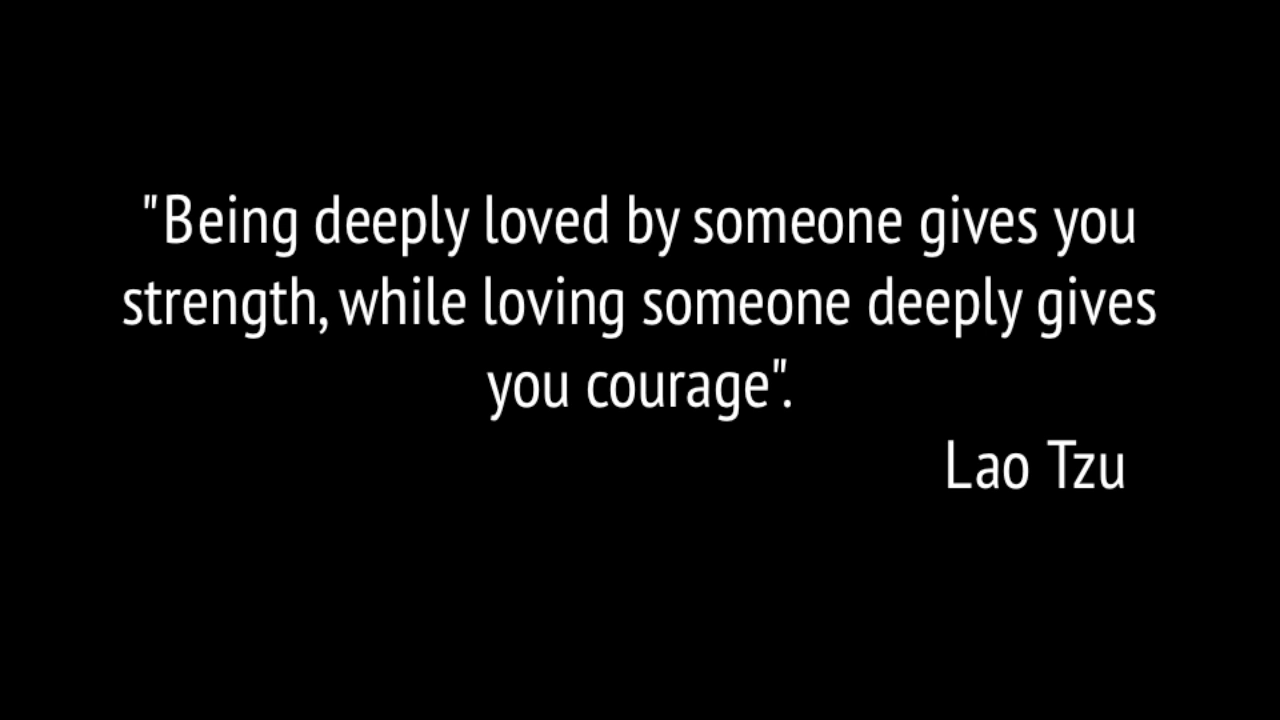 "Being deeply loved by someone gives you
strength, while loving someone deeply gives
you courage".
Lao Tzu